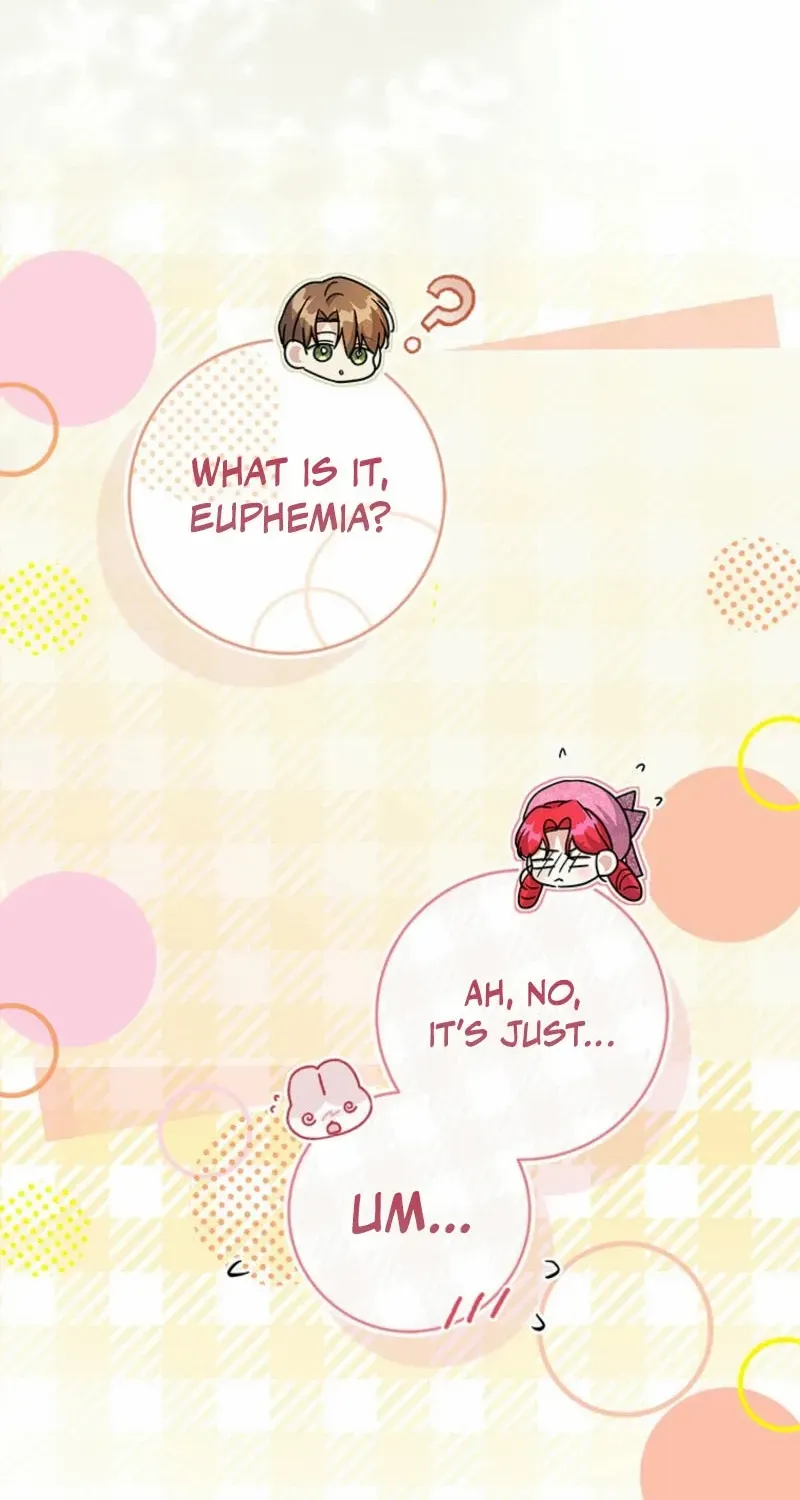 WHAT IS IT,
EUPHEMIA?
AH, NO,
IT'S JUST...
UM...